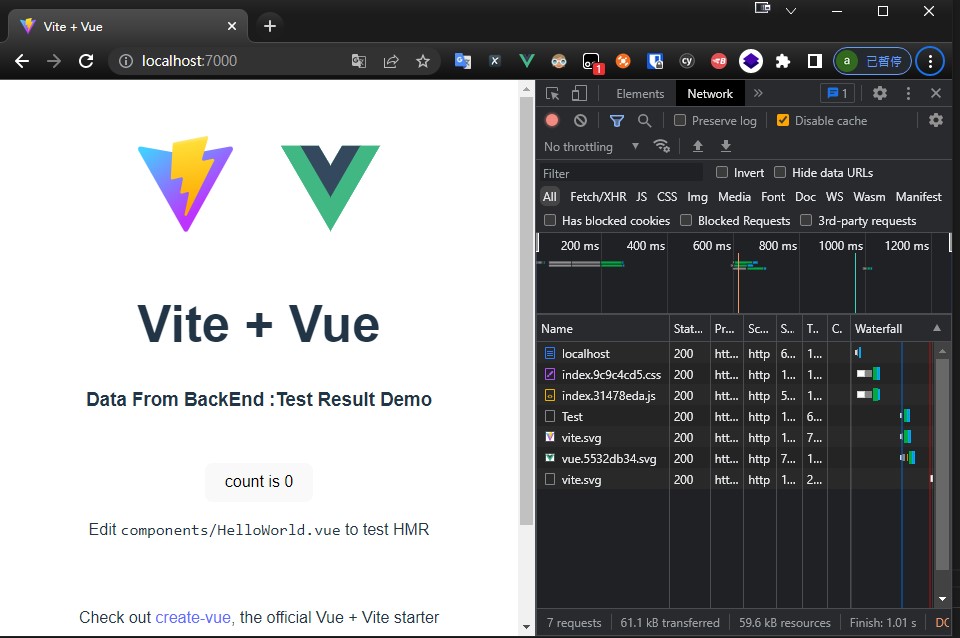 Vite + Vue
localhost:7000
1
a 已暫停
Vite + Vue
Data From BackEnd :Test Result Demo
count is 0
Edit components/HelloWorld.vue to test HMR
Check out create-vue, the official Vue + Vite starter
Elements Network 1
Preserve log Disable cache
No throttling
Filter Invert Hide data URLs
All Fetch/XHR JS CSS Img Media Font Doc WS Wasm Manifest
Has blocked cookies Blocked Requests 3rd-party requests
200 ms 400 ms 600 ms 800 ms 1000 ms 1200 ms
Name Stat... Pr... Sc... S... T.. C. Waterfall
localhost 200 htt... http 6... 1...
index.9c9c4cd5.css 200 htt... http 1... 1...
index.31478eda.js 200 htt... http 5... 1...
Test 200 htt... http 1... 6...
vite.svg 200 htt... http 1... 7...
vue.5532db34.svg 200 htt... http 7... 1...
vite.svg 200 htt... http 1... 2...
7 requests 61.1 kB transferred 59.6 kB resources Finish: 1.01 s DC